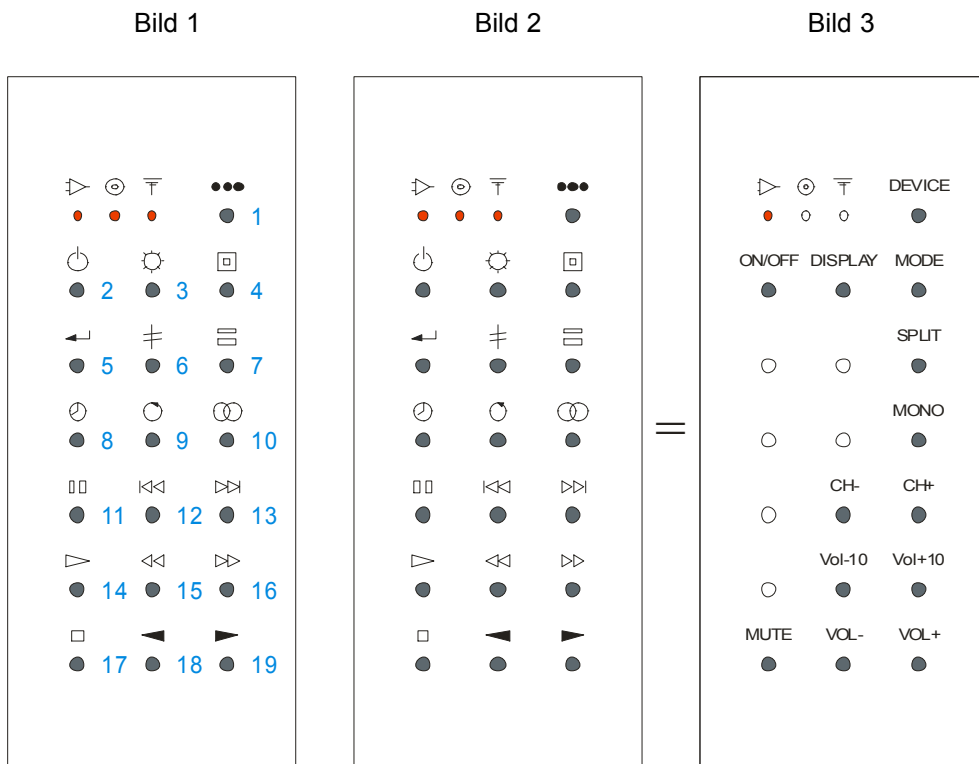 Bild 1 Bild 2 Bild 3
DEVICE
1
ON/OFF DISPLAY MODE
2 3 4
SPLIT
5 6 7
MONO
8 9 10
=
CH- CH+
11 12 13
Vol-10 Vol+10
14 15 16
MUTE VOL- VOL+
17 18 19